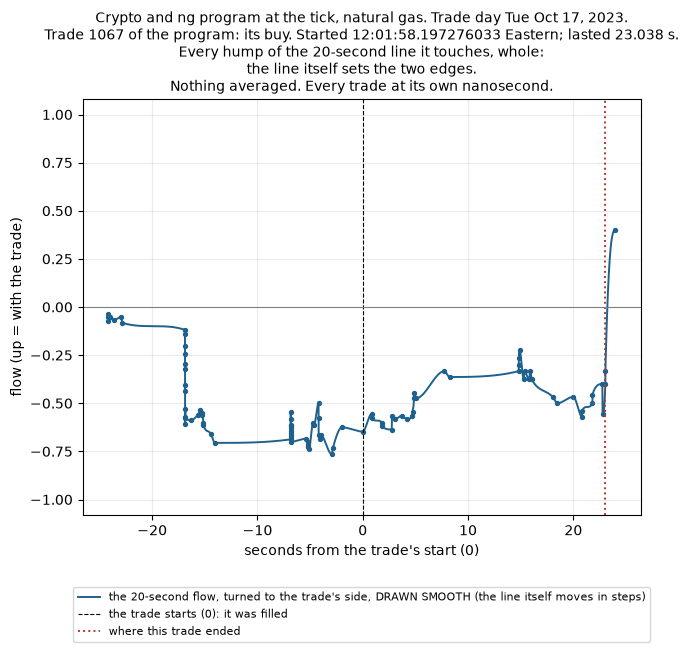 Crypto and ng program at the tick, natural gas. Trade day Tue Oct 17, 2023.
Trade 1067 of the program: its buy. Started 12:01:58.197276033 Eastern; lasted 23.038 s.
Every hump of the 20-second line it touches, whole:
the line itself sets the two edges.
Nothing averaged. Every trade at its own nanosecond.
flow (up = with the trade)
1.00
0.75
0.50
0.25
0.00
−0.25
−0.50
−0.75
−1.00
−20
−10
0
10
20
seconds from the trade's start (0)
the 20-second flow, turned to the trade's side, DRAWN SMOOTH (the line itself moves in steps)
the trade starts (0): it was filled
where this trade ended